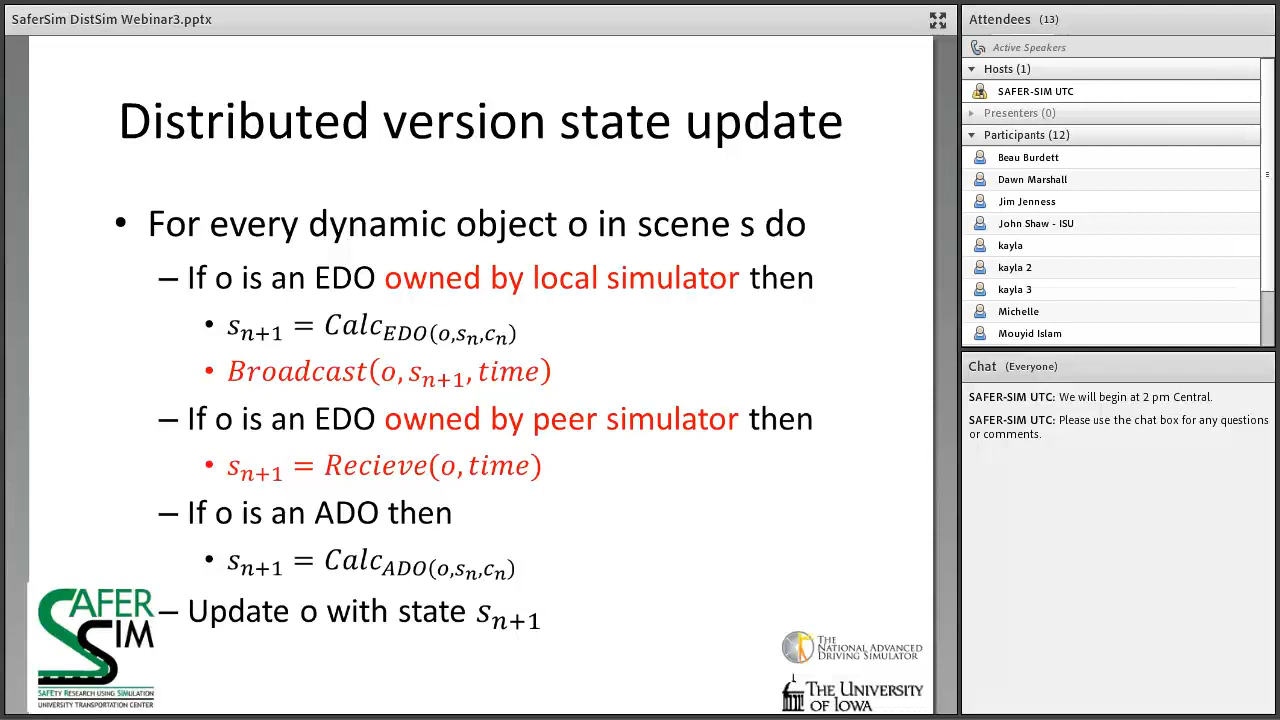 SaferSim DistSim Webinar3.pptx
Distributed version state update
• For every dynamic object o in scene s do
– If o is an EDO owned by local simulator then
• s_{n+1} = Calc_{EDO(o,s_n,c_n)}
• Broadcast(o, s_{n+1}, time)
– If o is an EDO owned by peer simulator then
• s_{n+1} = Recieve(o, time)
– If o is an ADO then
• s_{n+1} = Calc_{ADO(o,s_n,c_n)}
– Update o with state s_{n+1}
SAFER
SIM
SAFETY RESEARCH USING SIMULATION
UNIVERSITY TRANSPORTATION CENTER
THE NATIONAL ADVANCED
DRIVING SIMULATOR
THE UNIVERSITY
OF IOWA
Attendees (13)
Active Speakers
Hosts (1)
SAFER-SIM UTC
Presenters (0)
Participants (12)
Beau Burdett
Dawn Marshall
Jim Jenness
John Shaw - ISU
kayla
kayla 2
kayla 3
Michelle
Mouyid Islam
Chat (Everyone)
SAFER-SIM UTC: We will begin at 2 pm Central.
SAFER-SIM UTC: Please use the chat box for any questions
or comments.